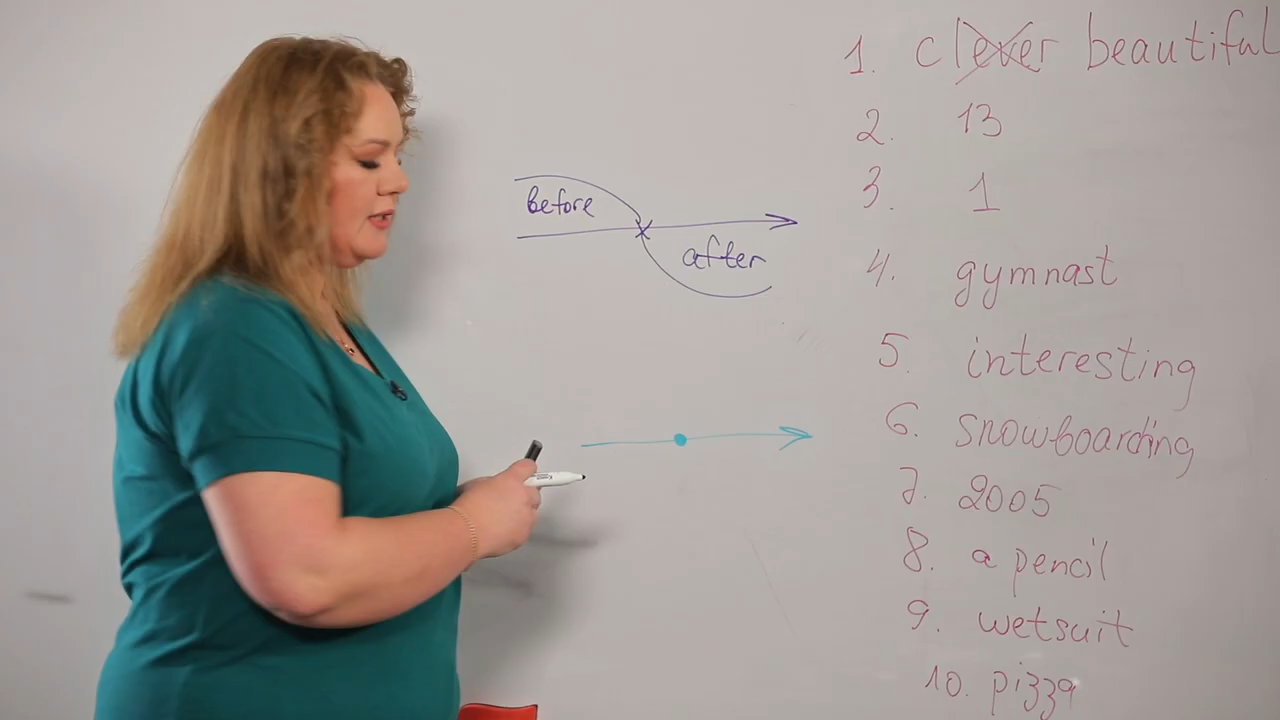 before
after
1. clever beautiful
2. 13
3. 1
4. gymnast
5. interesting
6. snowboarding
7. 2005
8. a pencil
9. wetsuit
10. pizza